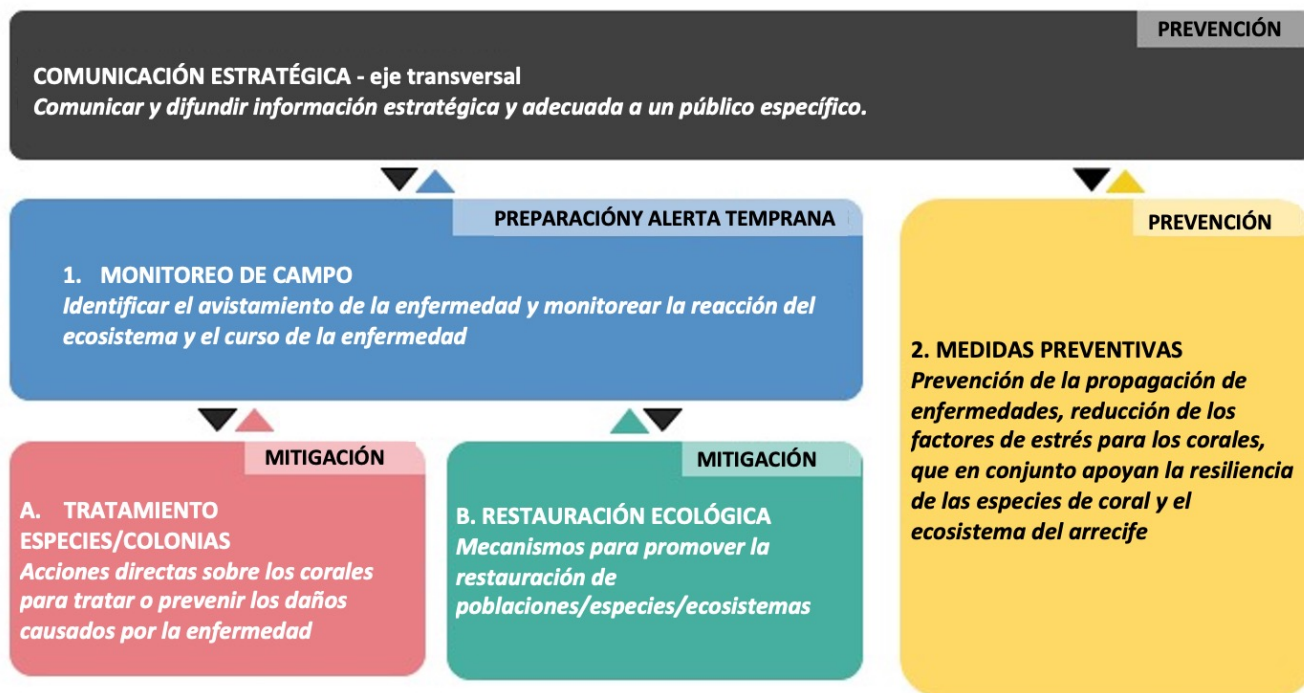 PREVENCIÓN
COMUNICACIÓN ESTRATÉGICA - eje transversal
Comunicar y difundir información estratégica y adecuada a un público específico.
PREPARACIÓNY ALERTA TEMPRANA
1. MONITOREO DE CAMPO
Identificar el avistamiento de la enfermedad y monitorear la reacción del
ecosistema y el curso de la enfermedad
PREVENCIÓN
2. MEDIDAS PREVENTIVAS
Prevención de la propagación de
enfermedades, reducción de los
factores de estrés para los corales,
que en conjunto apoyan la resiliencia
de las especies de coral y el
ecosistema del arrecife
MITIGACIÓN
A. TRATAMIENTO
ESPECIES/COLONIAS
Acciones directas sobre los corales
para tratar o prevenir los daños
causados por la enfermedad
MITIGACIÓN
B. RESTAURACIÓN ECOLÓGICA
Mecanismos para promover la
restauración de
poblaciones/especies/ecosistemas